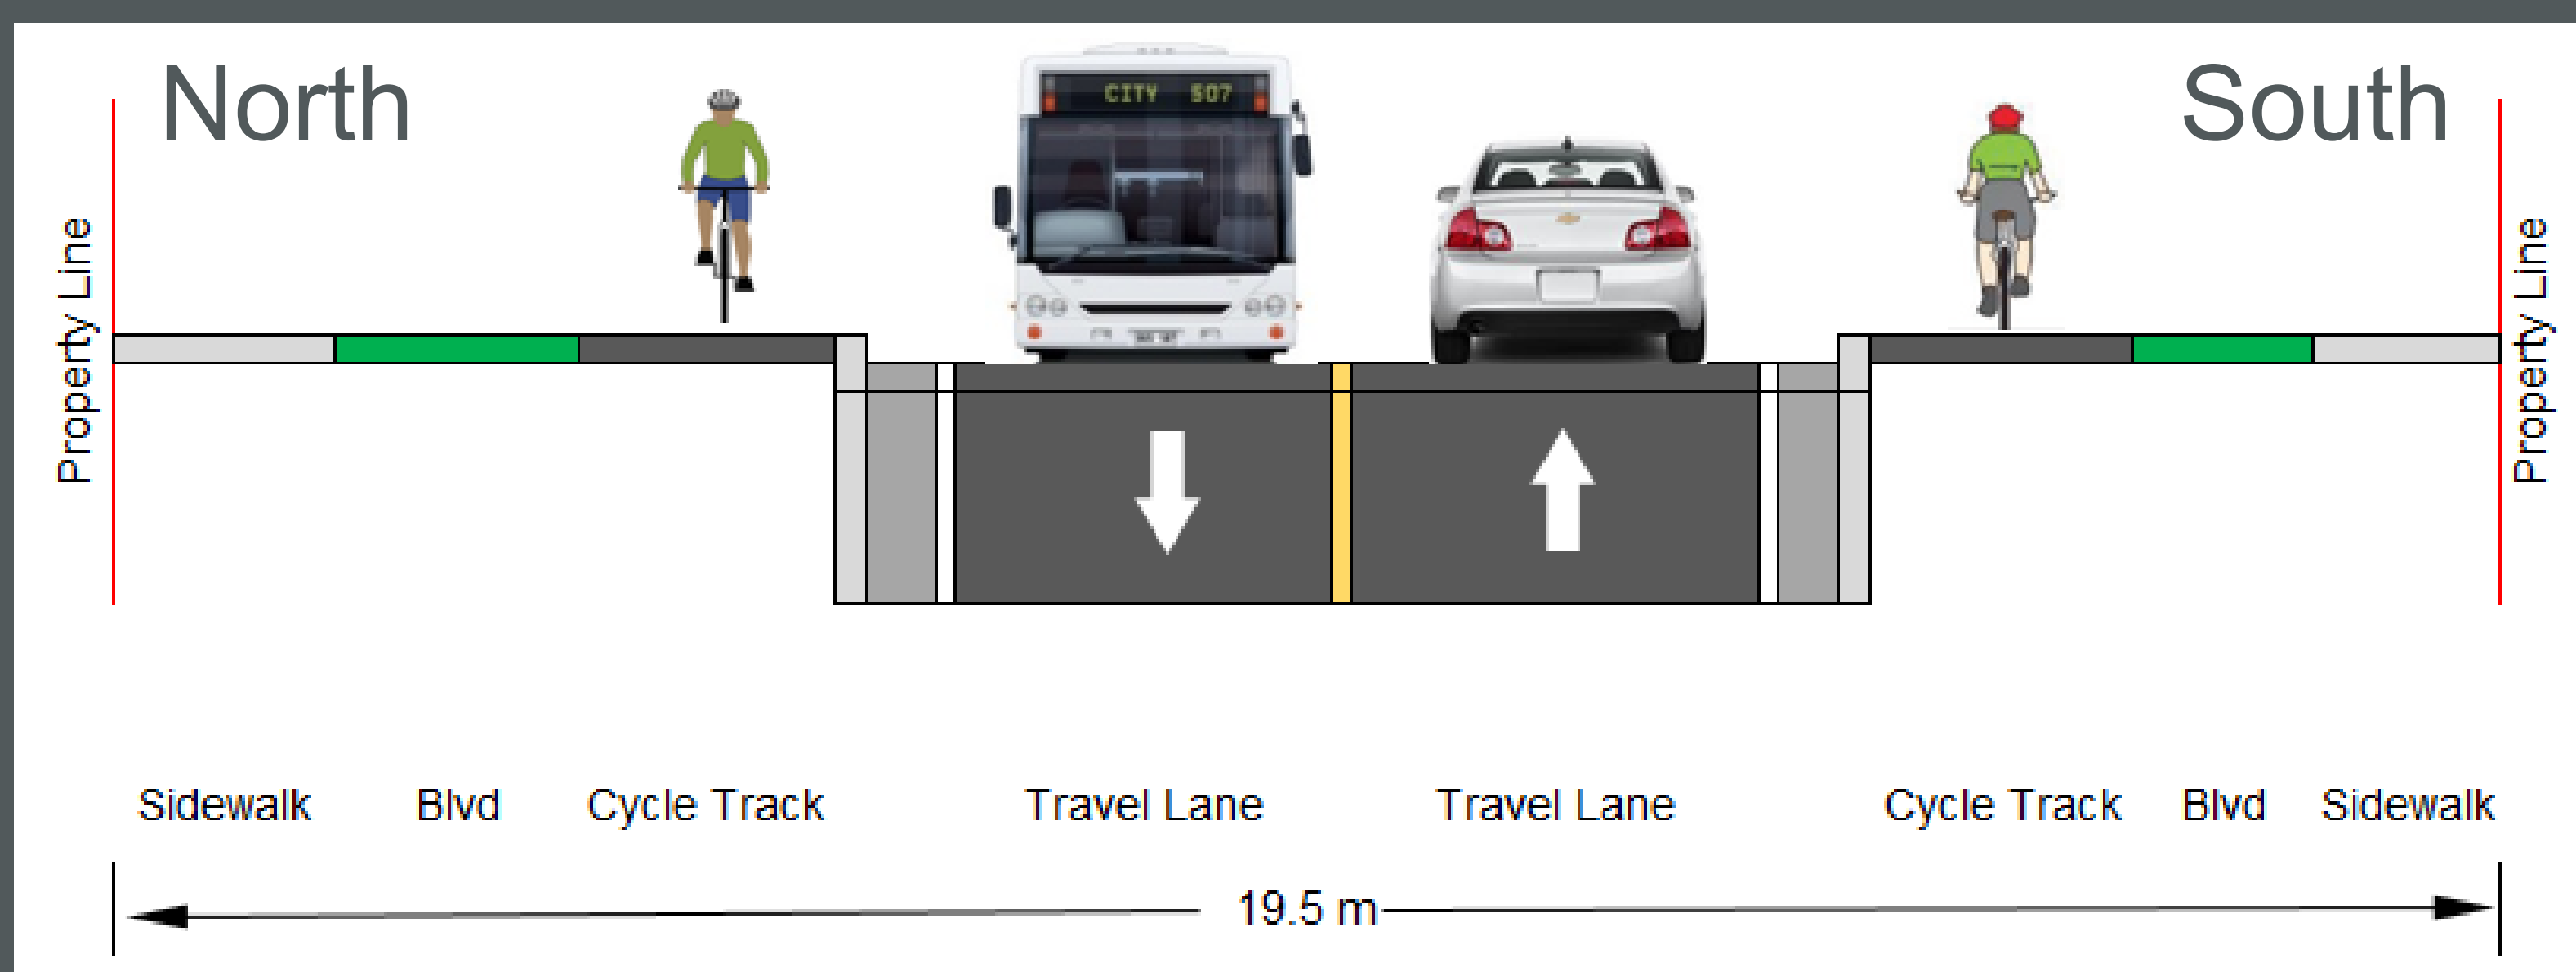 North
South
CITY 507
Property Line
Property Line
Sidewalk Blvd Cycle Track Travel Lane Travel Lane Cycle Track Blvd Sidewalk
19.5 m